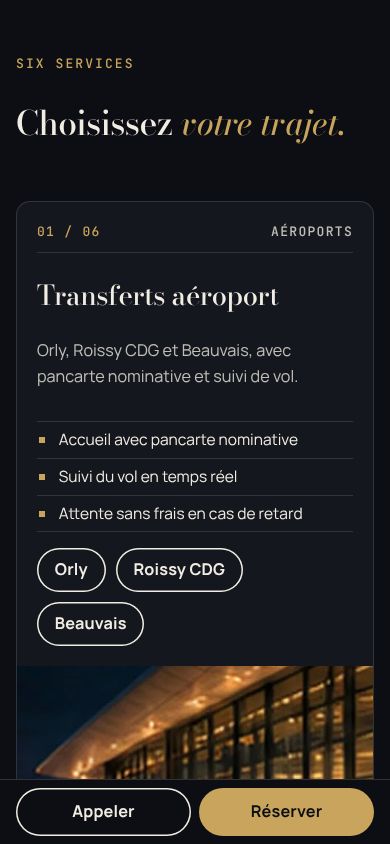 SIX SERVICES
Choisissez votre trajet.
01 / 06 AÉROPORTS
Transferts aéroport
Orly, Roissy CDG et Beauvais, avec
pancarte nominative et suivi de vol.
Accueil avec pancarte nominative
Suivi du vol en temps réel
Attente sans frais en cas de retard
Orly Roissy CDG
Beauvais
Appeler Réserver